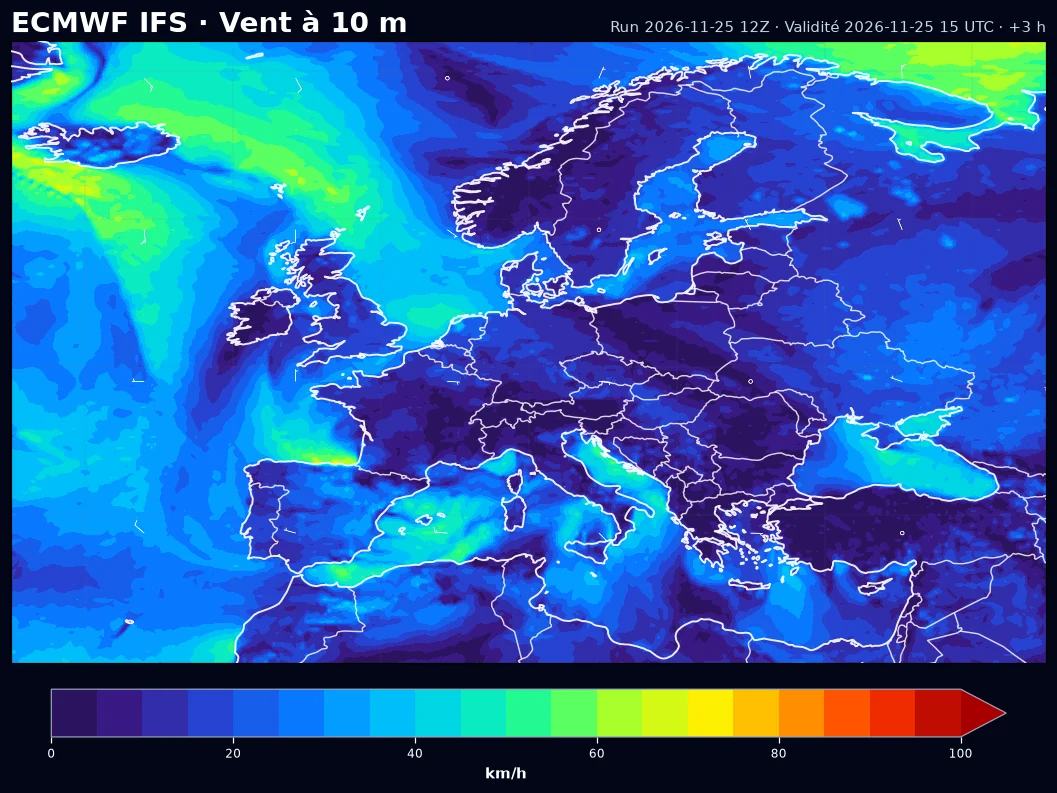 ECMWF IFS · Vent à 10 m
Run 2026-11-25 12Z · Validité 2026-11-25 15 UTC · +3 h
0 20 40 60 80 100
km/h